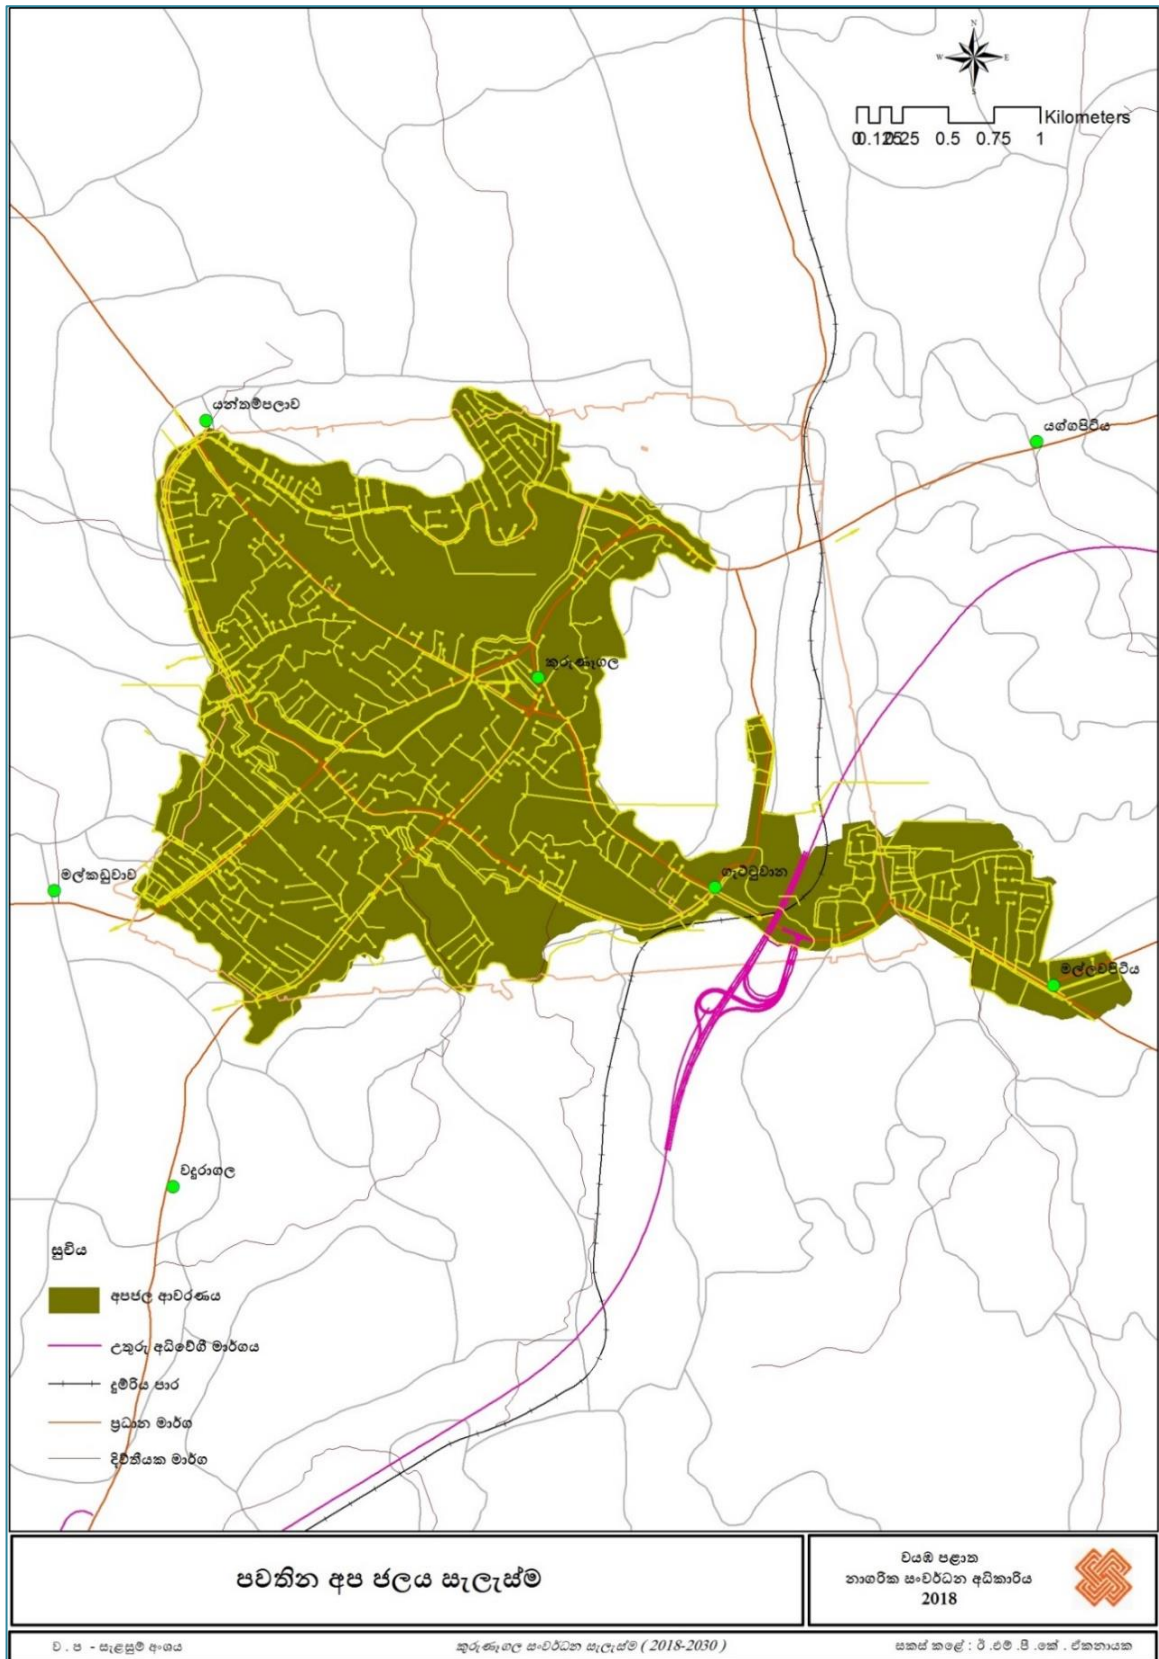 N
W E
S
Kilometers
0 0.125 0.25 0.5 0.75 1
යන්තම්පලාව
යග්ගපිටිය
කුරුණෑගල
මල්කඩුවාව
ගැට්ටුවාන
මල්ලවපිටිය
වදුරාගල
සුචිය
අපජල ආවරණය
උතුරු අධිවේගී මාර්ගය
දුම්රිය පාර
ප්‍රධාන මාර්ග
ද්විතීයක මාර්ග
පවතින අප ජලය සැලැස්ම
වයඹ පළාත
නාගරික සංවර්ධන අධිකාරිය
2018
ව . ප - සැළසුම් අංශය
කුරුණෑගල සංවර්ධන සැලැස්ම ( 2018-2030 )
සකස් කළේ : ඊ .එම් .පී .කේ . ඒකනායක